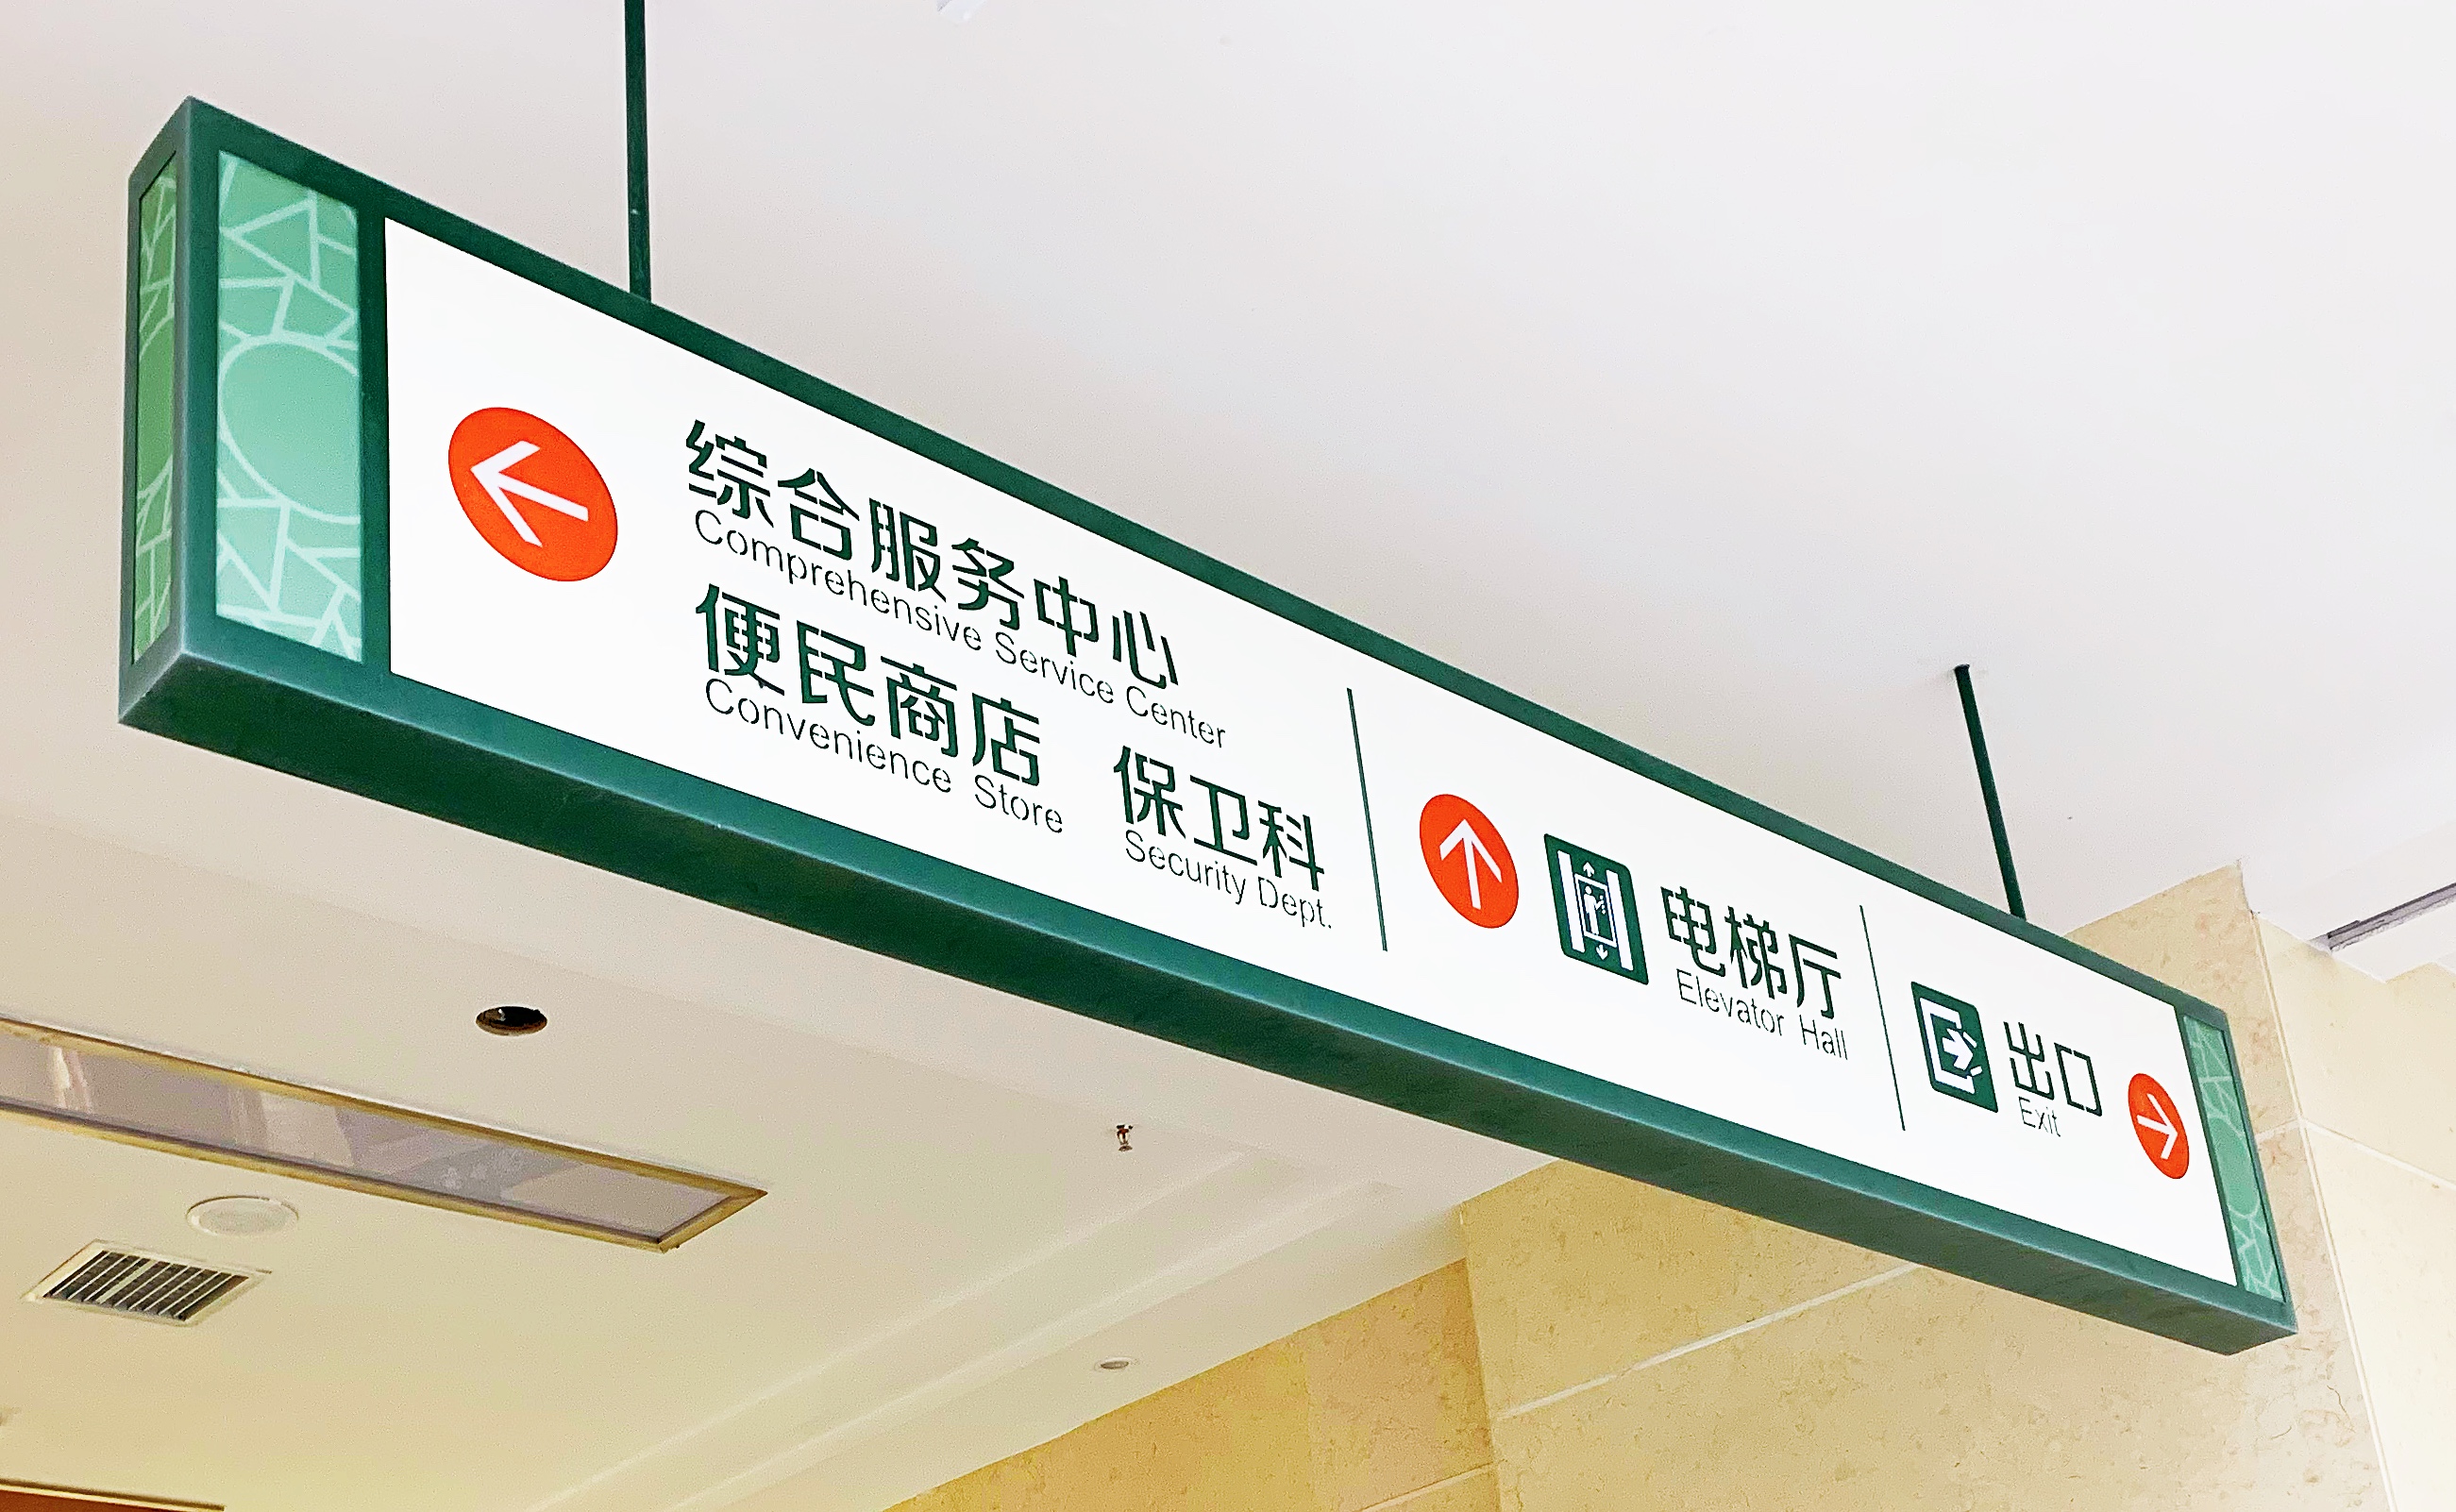 综合服务中心
Comprehensive Service Center
便民商店 保卫科
Convenience Store Security Dept.
电梯厅
Elevator Hall
出口
Exit